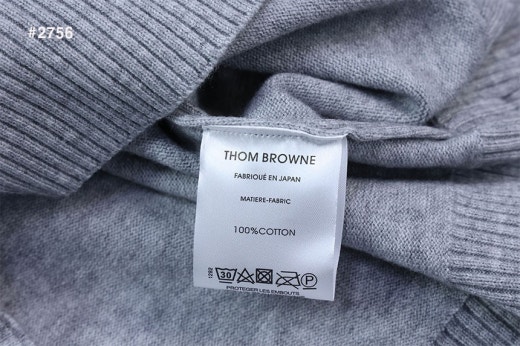 #2756
THOM BROWNE
FABRIQUÉ EN JAPAN
MATIERE-FABRIC
100%COTTON
30
P
PROTEGER LES EMBOUTS